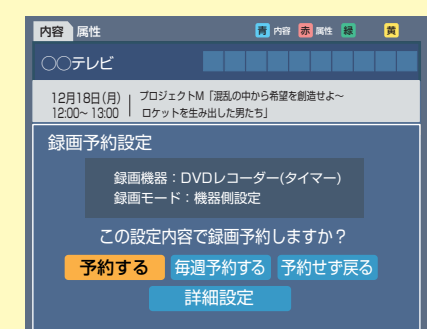 内容 属性 青 内容 赤 属性 緑 黄
○○テレビ
12月18日(月) プロジェクトM「混乱の中から希望を創造せよ～
12:00～13:00 ロケットを生み出した男たち」
録画予約設定
録画機器：DVDレコーダー(タイマー)
録画モード：機器側設定
この設定内容で録画予約しますか？
予約する 毎週予約する 予約せず戻る
詳細設定